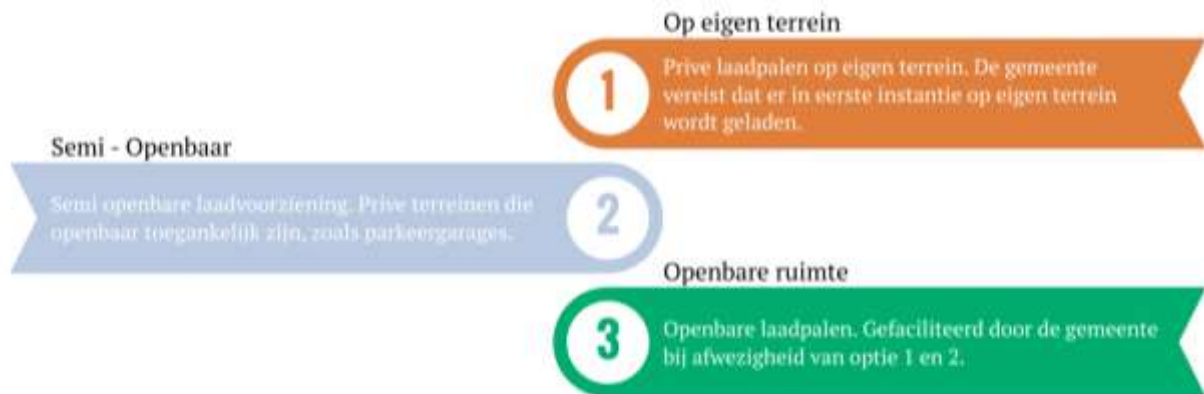 Op eigen terrein
1
Prive laadpalen op eigen terrein. De gemeente
vereist dat er in eerste instantie op eigen terrein
wordt geladen.
Semi - Openbaar
Semi openbare laadvoorziening. Prive terreinen die
openbaar toegankelijk zijn, zoals parkeergarages.
2
Openbare ruimte
3
Openbare laadpalen. Gefaciliteerd door de gemeente
bij afwezigheid van optie 1 en 2.